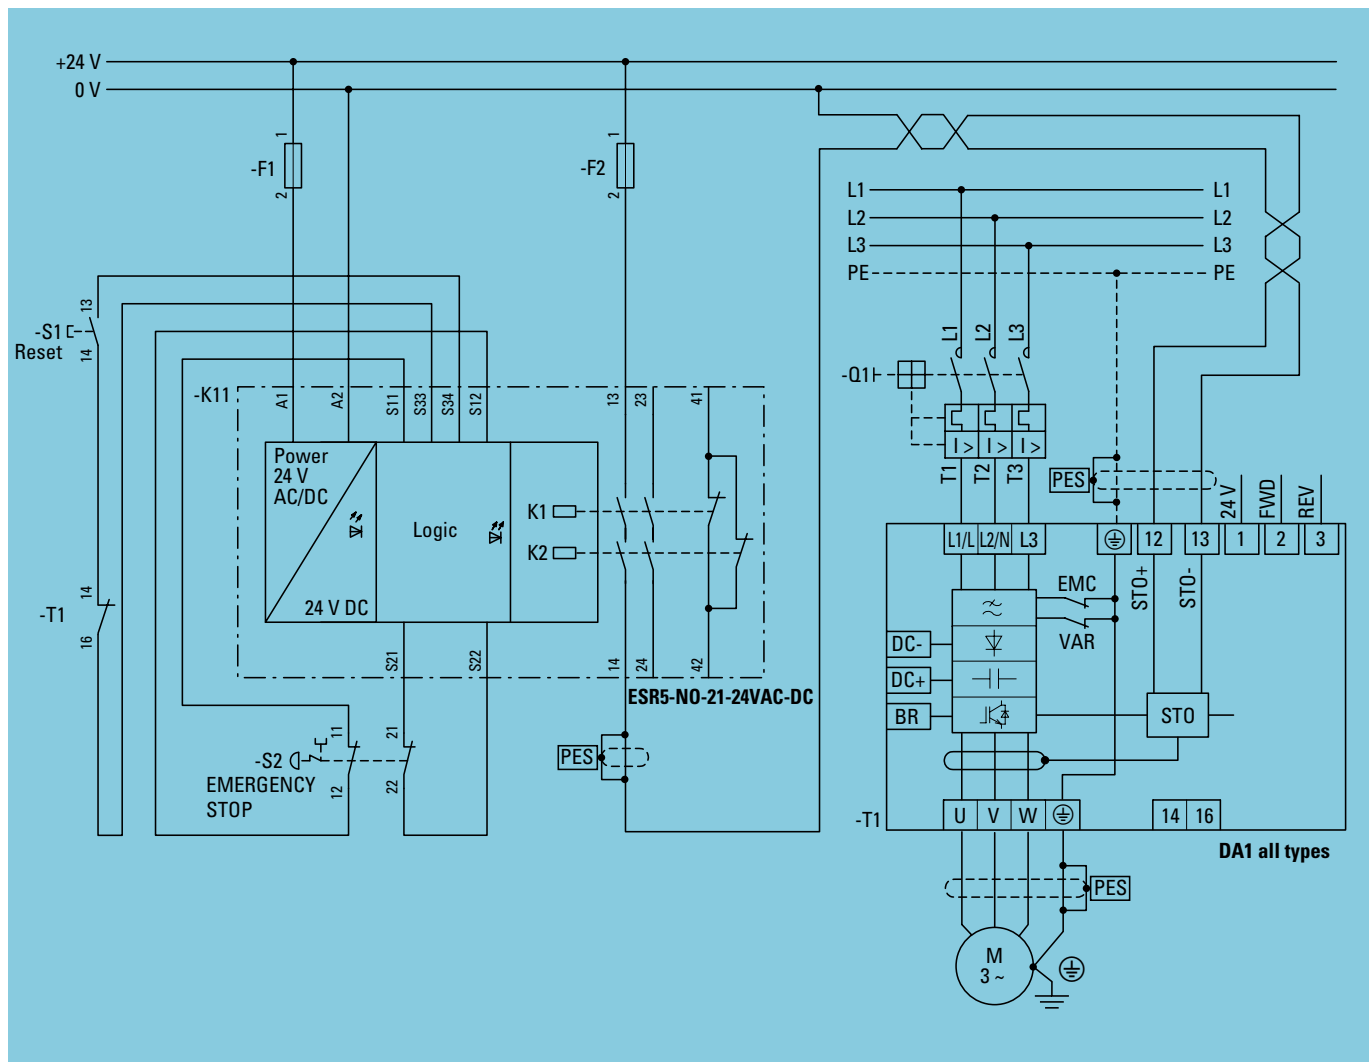 +24 V
0 V
1
-F1
2
1
-F2
2
L1
L1
L2
L2
L3
L3
PE
PE
13
-S1
Reset
14
L1
L2
L3
-Q1
-K11
A1
A2
S11
S33
S34
S12
13
23
41
I >
I >
I >
T1
T2
T3
Power
24 V
AC/DC
24 V DC
Logic
K1
K2
PES
24 V
FWD
REV
L1/L
L2/N
L3
12
13
1
2
3
STO+
STO-
EMC
VAR
14
-T1
16
S21
S22
14
24
42
ESR5-NO-21-24VAC-DC
DC-
DC+
BR
STO
11
21
-S2
EMERGENCY
STOP
12
22
PES
-T1
U
V
W
14
16
DA1 all types
PES
M
3 ~